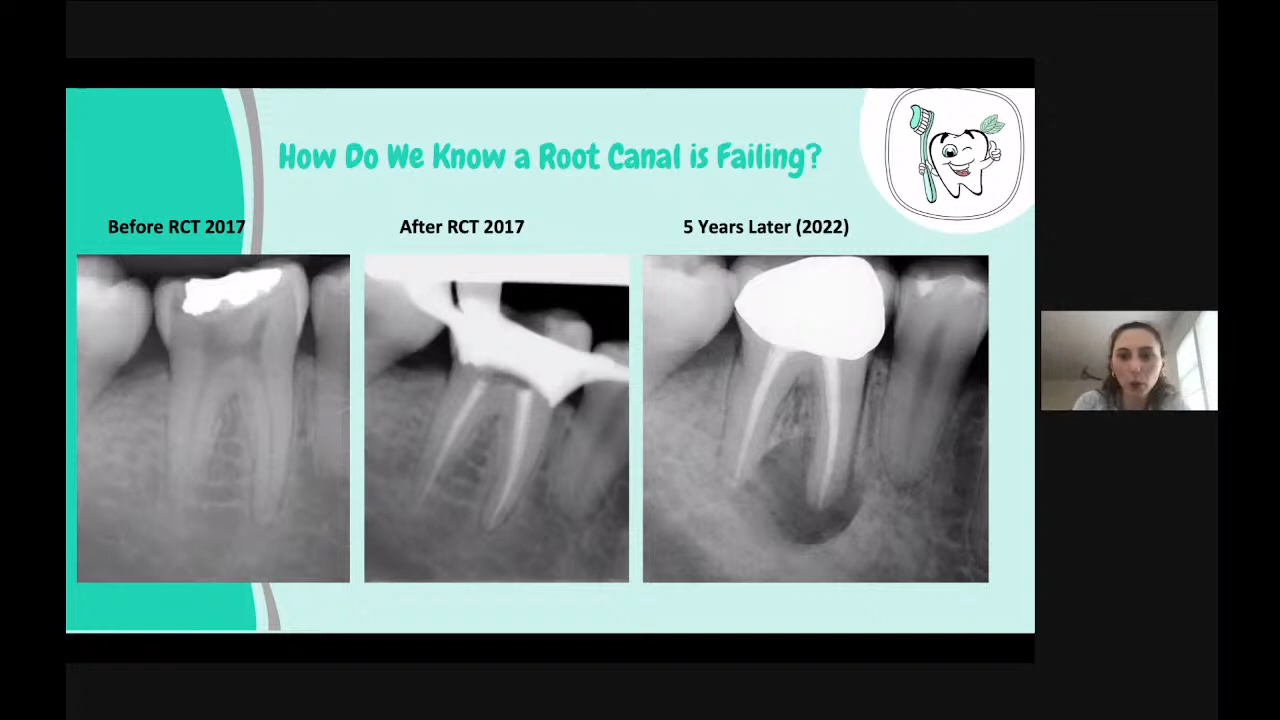 How Do We Know a Root Canal is Failing?
Before RCT 2017
After RCT 2017
5 Years Later (2022)